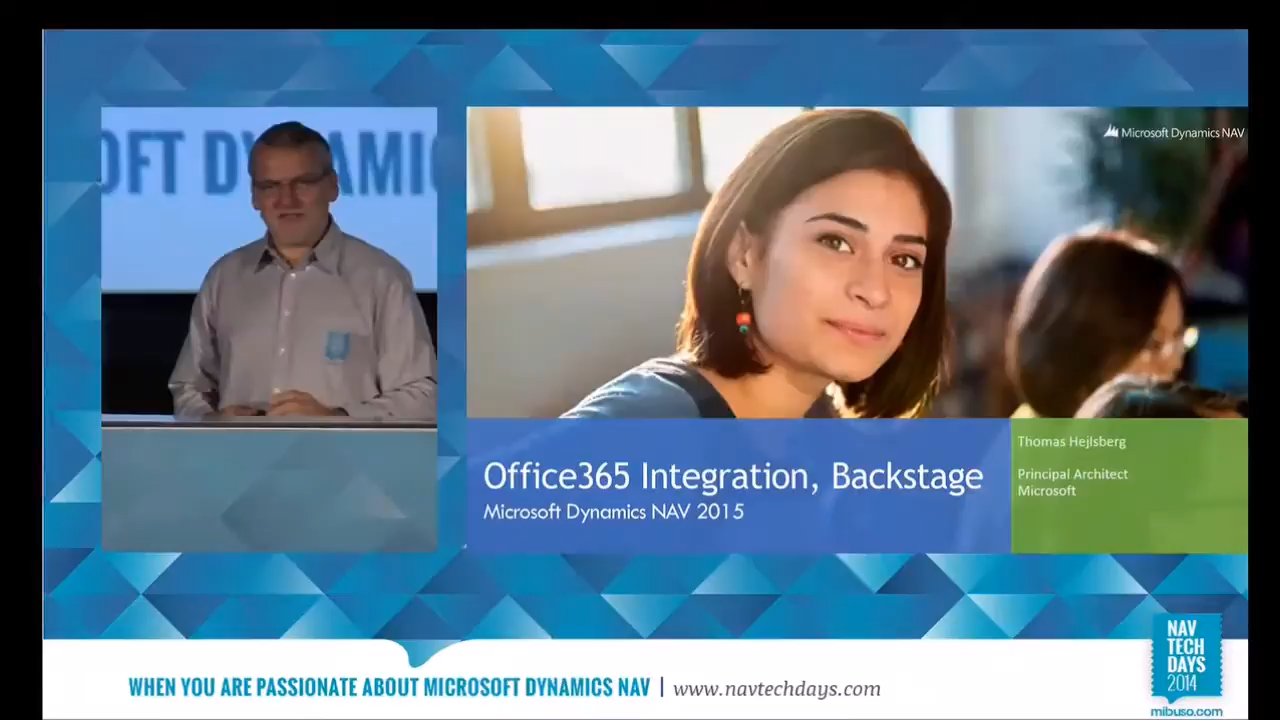 OFT DYNAMIC
Microsoft Dynamics NAV
Thomas Hejlsberg
Principal Architect
Microsoft
Office365 Integration, Backstage
Microsoft Dynamics NAV 2015
WHEN YOU ARE PASSIONATE ABOUT MICROSOFT DYNAMICS NAV | www.navtechdays.com
NAV
TECH
DAYS
2014
mibuso.com